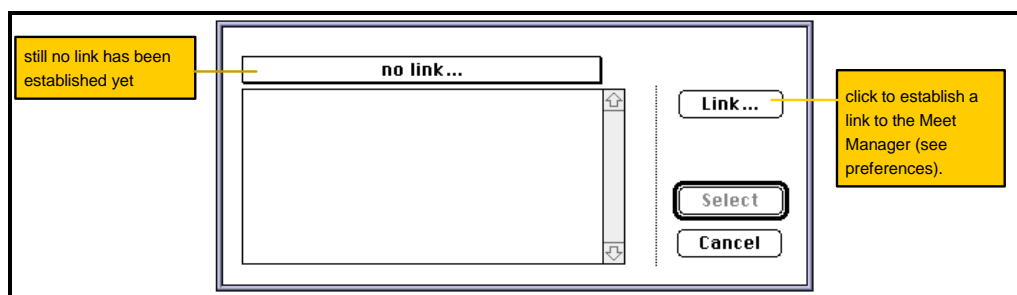 still no link has been
established yet
no link...
Link...
click to establish a
link to the Meet
Manager (see
preferences).
Select
Cancel